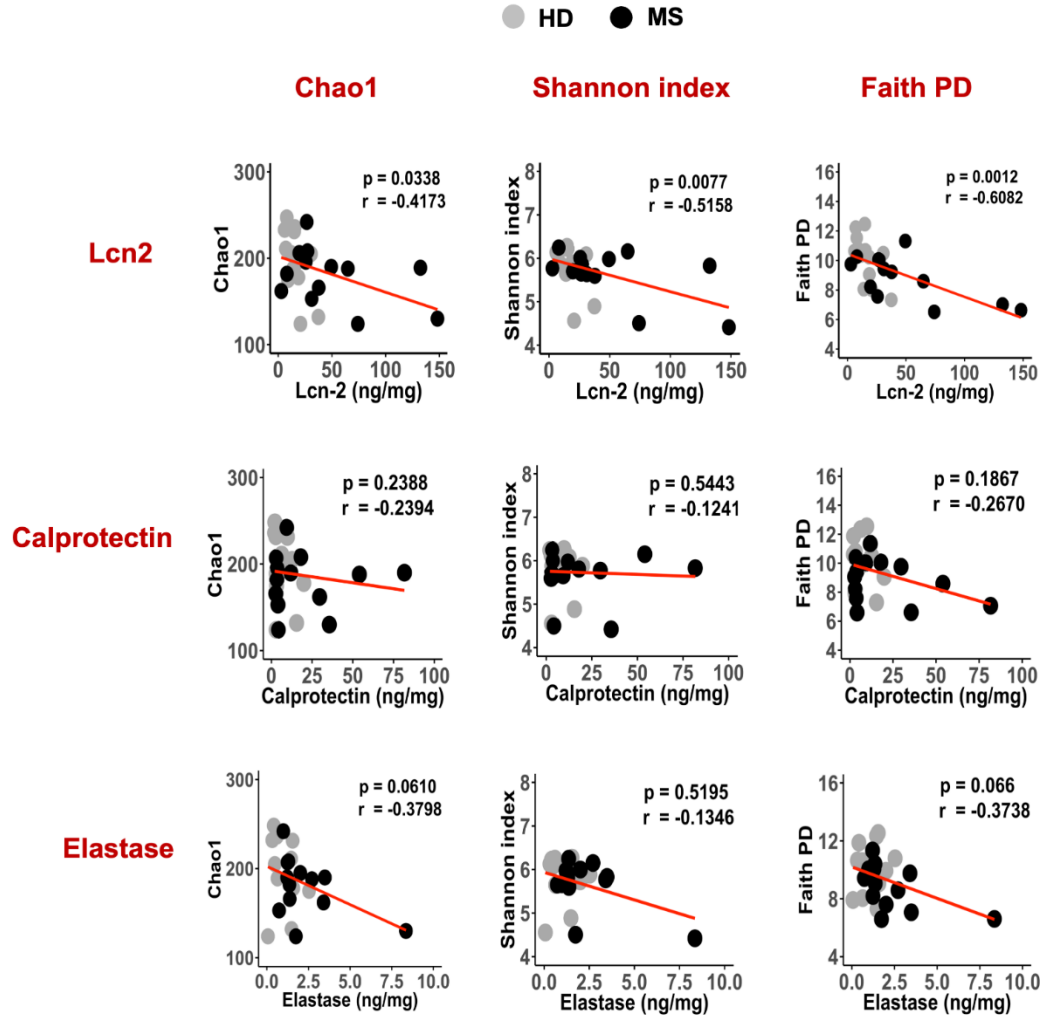 HD MS
Chao1 Shannon index Faith PD
Lcn2
Chao1
300
200
100
p = 0.0338
r = -0.4173
0 50 100 150
Lcn-2 (ng/mg)
Shannon index
8
7
6
5
4
p = 0.0077
r = -0.5158
0 50 100 150
Lcn-2 (ng/mg)
Faith PD
16
14
12
10
8
6
4
p = 0.0012
r = -0.6082
0 50 100 150
Lcn-2 (ng/mg)
Calprotectin
Chao1
300
200
100
p = 0.2388
r = -0.2394
0 25 50 75 100
Calprotectin (ng/mg)
Shannon index
8
7
6
5
4
p = 0.5443
r = -0.1241
0 25 50 75 100
Calprotectin (ng/mg)
Faith PD
16
14
12
10
8
6
4
p = 0.1867
r = -0.2670
0 25 50 75 100
Calprotectin (ng/mg)
Elastase
Chao1
300
200
100
p = 0.0610
r = -0.3798
0.0 2.5 5.0 7.5 10.0
Elastase (ng/mg)
Shannon index
8
7
6
5
4
p = 0.5195
r = -0.1346
0.0 2.5 5.0 7.5 10.0
Elastase (ng/mg)
Faith PD
16
12
8
4
p = 0.066
r = -0.3738
0.0 2.5 5.0 7.5 10.0
Elastase (ng/mg)